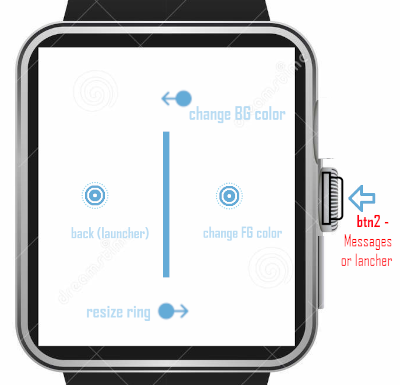 change BG color
back (launcher)
change FG color
btn2 -
Messages
or lancher
resize ring